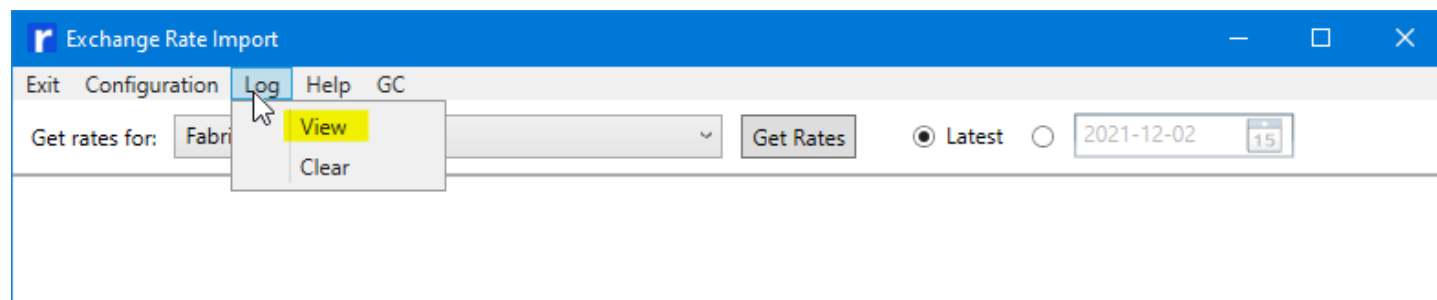 r Exchange Rate Import
Exit Configuration Log Help GC
View
Get rates for: Fabri Get Rates Latest 2021-12-02 15
Clear